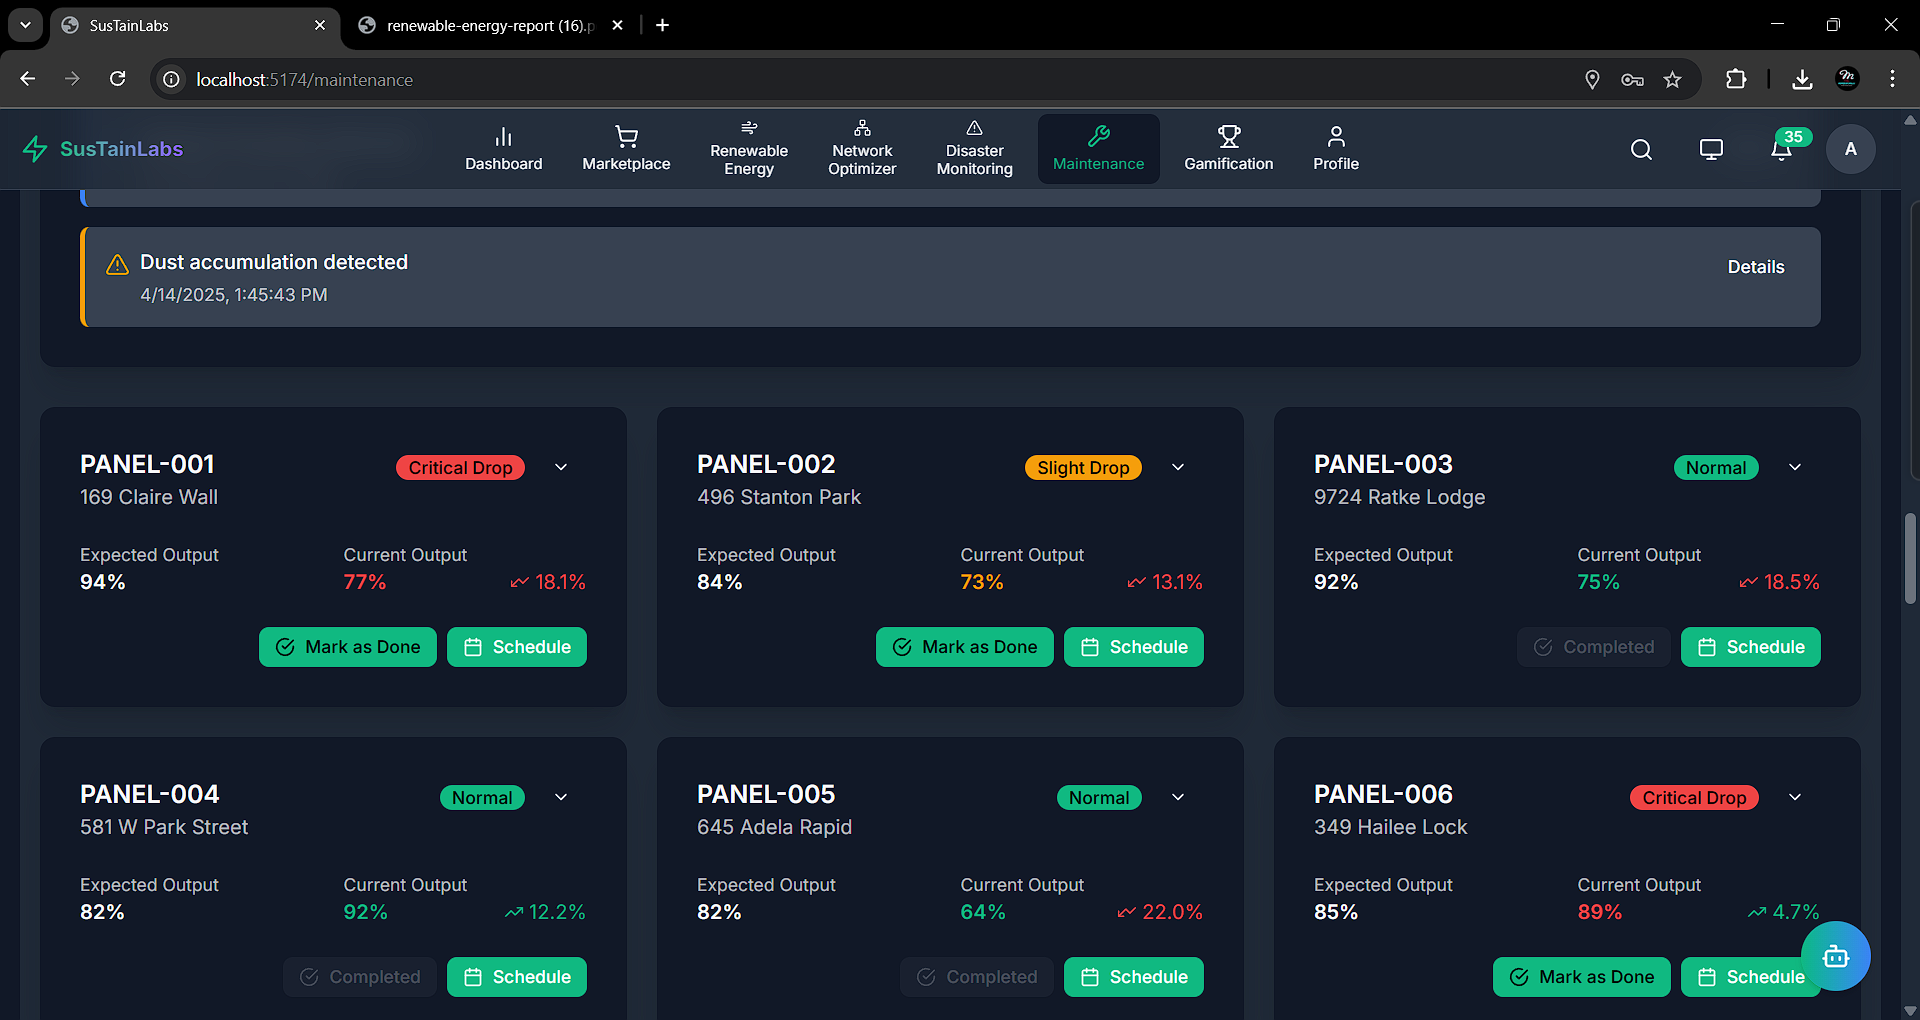 SusTainLabs
renewable-energy-report (16).p
localhost:5174/maintenance
SusTainLabs
Dashboard
Marketplace
Renewable
Energy
Network
Optimizer
Disaster
Monitoring
Maintenance
Gamification
Profile
35
A
Dust accumulation detected
4/14/2025, 1:45:43 PM
Details
PANEL-001
Critical Drop
169 Claire Wall
Expected Output
Current Output
94%
77%
18.1%
Mark as Done
Schedule
PANEL-002
Slight Drop
496 Stanton Park
Expected Output
Current Output
84%
73%
13.1%
Mark as Done
Schedule
PANEL-003
Normal
9724 Ratke Lodge
Expected Output
Current Output
92%
75%
18.5%
Completed
Schedule
PANEL-004
Normal
581 W Park Street
Expected Output
Current Output
82%
92%
12.2%
Completed
Schedule
PANEL-005
Normal
645 Adela Rapid
Expected Output
Current Output
82%
64%
22.0%
Completed
Schedule
PANEL-006
Critical Drop
349 Hailee Lock
Expected Output
Current Output
85%
89%
4.7%
Mark as Done
Schedule